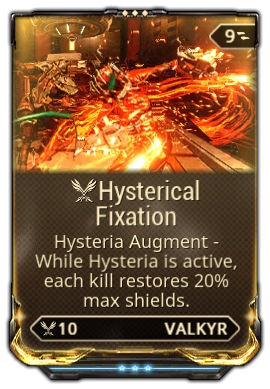 9
Hysterical
Fixation
Hysteria Augment -
While Hysteria is active,
each kill restores 20%
max shields.
10 VALKYR